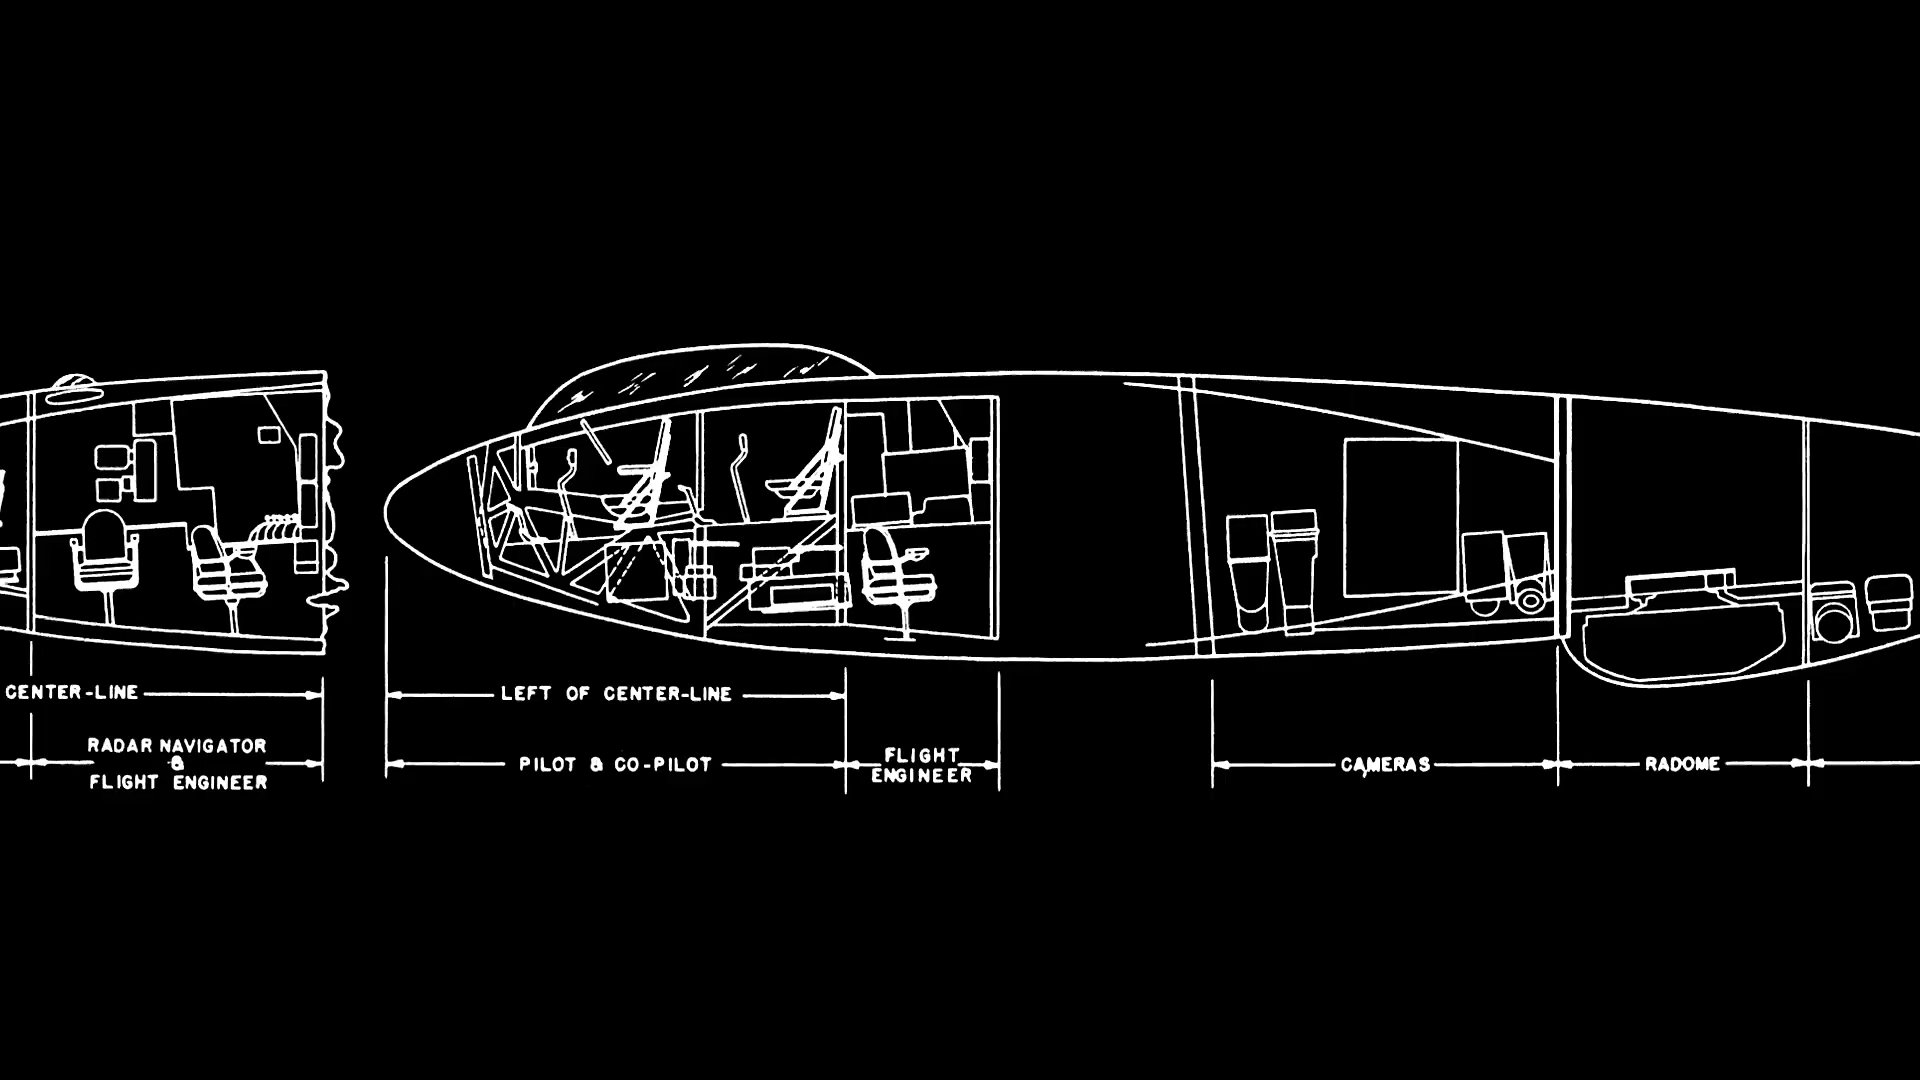 CENTER-LINE
RADAR NAVIGATOR
&
FLIGHT ENGINEER
LEFT OF CENTER-LINE
PILOT & CO-PILOT
FLIGHT
ENGINEER
CAMERAS
RADOME